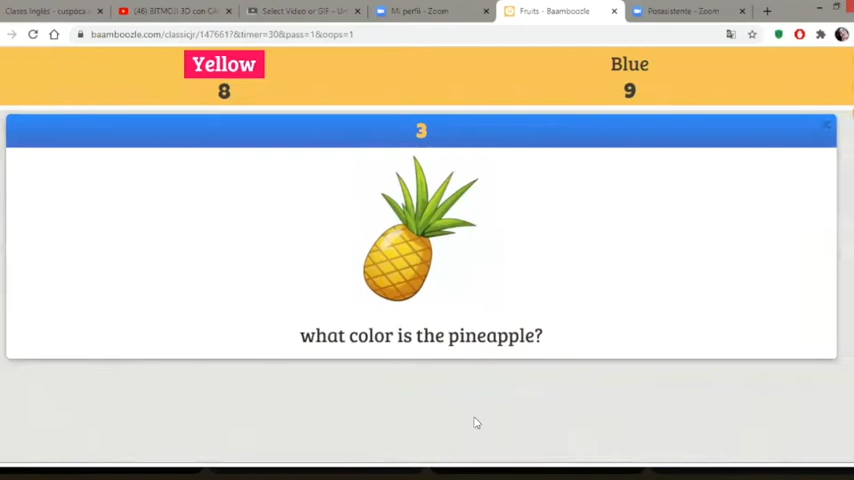 Clases Inglés - cuspoca
(46) BITMOJI 3D con CA
Select Video or GIF – Un
Mi perfil - Zoom
Fruits - Baamboozle
Posasistente - Zoom
baamboozle.com/classicjr/147661?&timer=30&pass=1&oops=1
Yellow
Blue
8
9
3
what color is the pineapple?